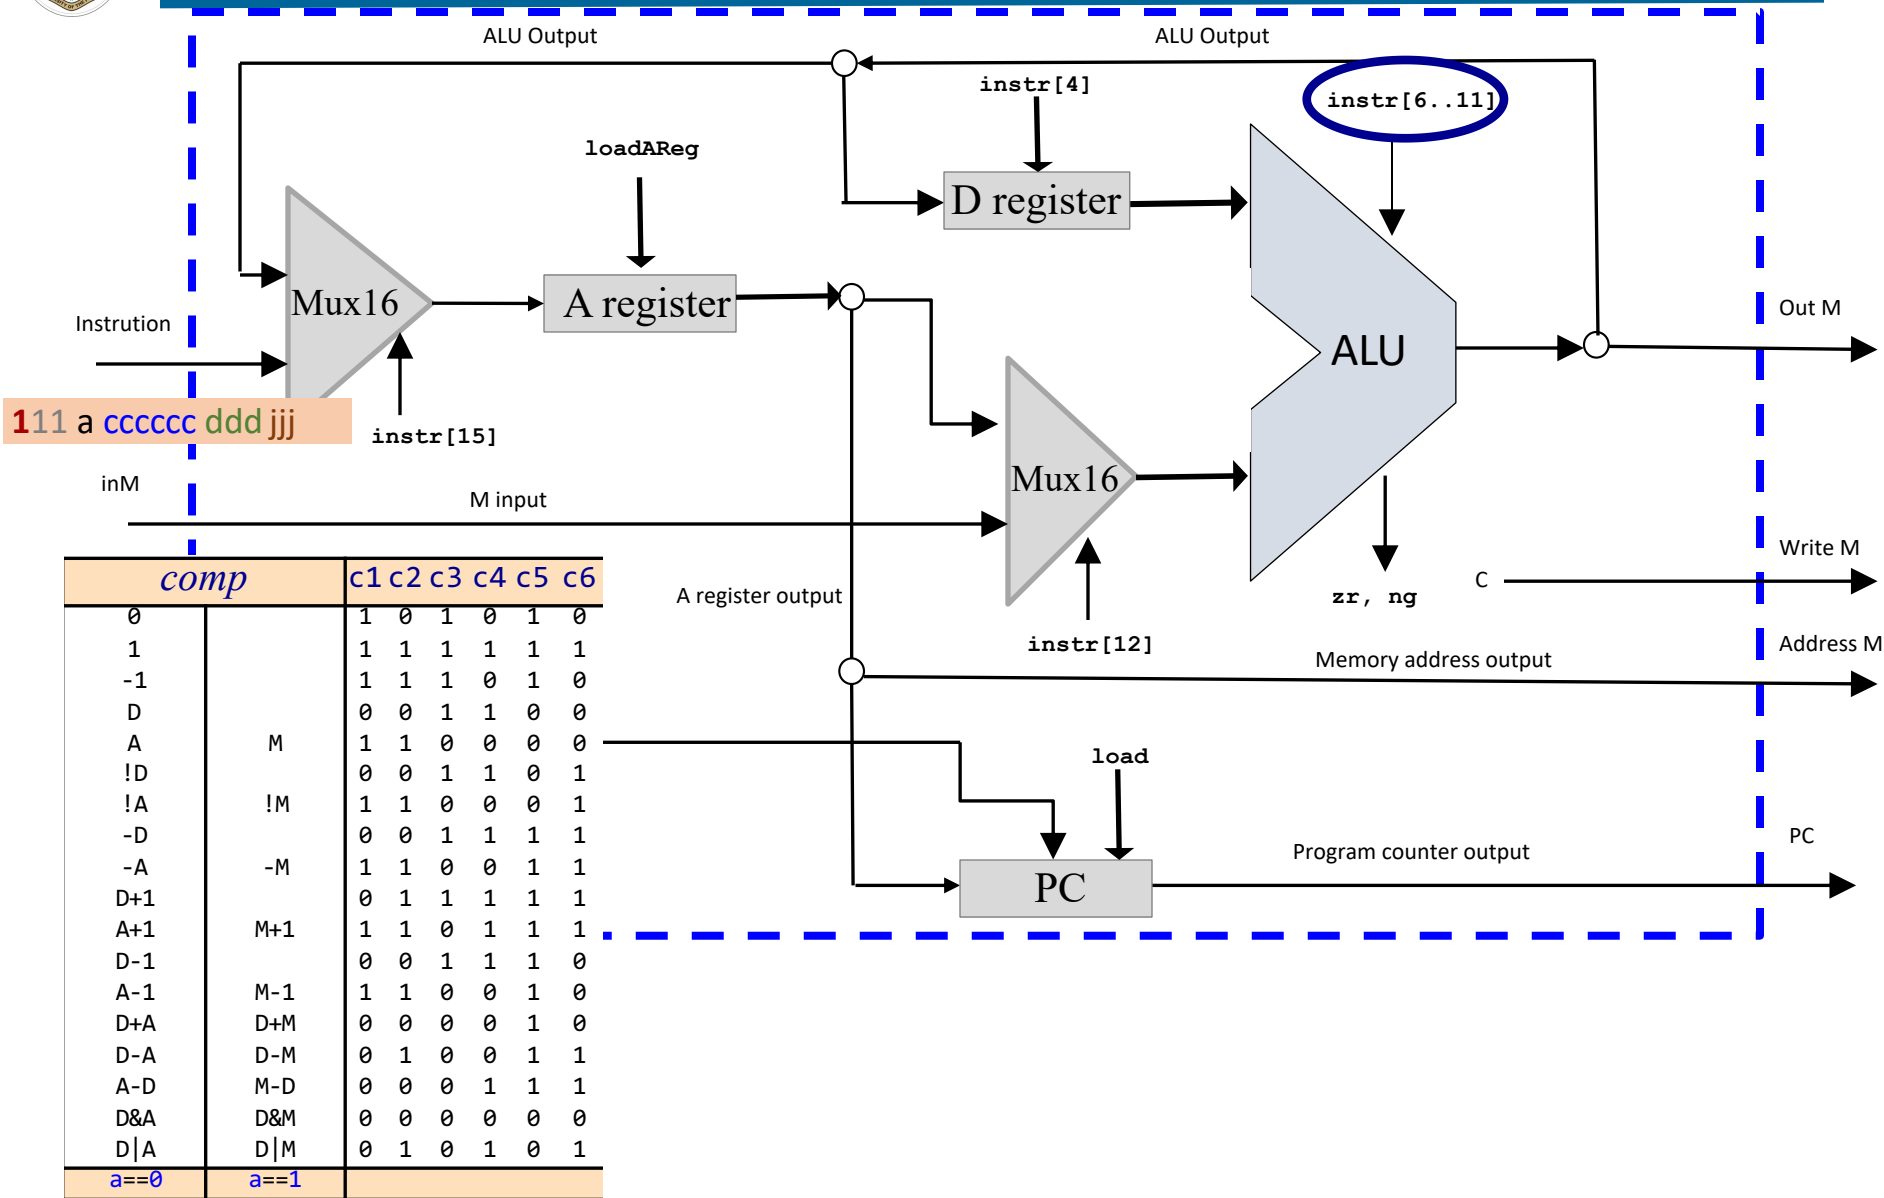 ALU Output
ALU Output
instr[4]
instr[6..11]
loadAReg
D register
Mux16
A register
Instrution
Out M
ALU
111 a cccccc ddd jjj
instr[15]
inM
M input
Mux16
Write M
C
zr, ng
A register output
instr[12]
Memory address output
Address M
load
Program counter output
PC
PC
comp c1 c2 c3 c4 c5 c6
0 1 0 1 0 1 0
1 1 1 1 1 1 1
-1 1 1 1 0 1 0
D 0 0 1 1 0 0
A M 1 1 0 0 0 0
!D 0 0 1 1 0 1
!A !M 1 1 0 0 0 1
-D 0 0 1 1 1 1
-A -M 1 1 0 0 1 1
D+1 0 1 1 1 1 1
A+1 M+1 1 1 0 1 1 1
D-1 0 0 1 1 1 0
A-1 M-1 1 1 0 0 1 0
D+A D+M 0 0 0 0 1 0
D-A D-M 0 1 0 0 1 1
A-D M-D 0 0 0 1 1 1
D&A D&M 0 0 0 0 0 0
D|A D|M 0 1 0 1 0 1
a==0 a==1